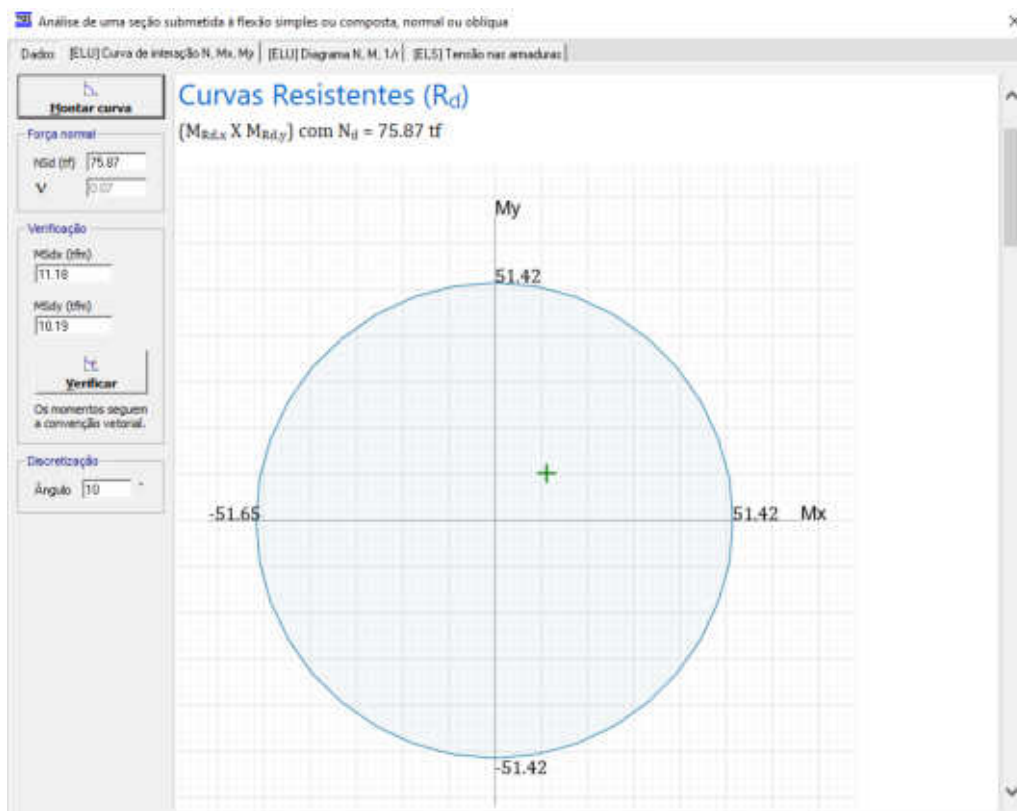 Análise de uma seção submetida à flexão simples ou composta, normal ou oblíqua
Dados [ELU] Curva de interação N, Mx, My [ELU] Diagrama N, M, 1/r [ELS] Tensão nas armaduras
Montar curva
Força normal
NSd (tf) 75.87
ν 0.07
Verificação
MSdx (tfm)
11.18
MSdy (tfm)
10.19
Verificar
Os momentos seguem
a convenção vetorial.
Discretização
Ângulo 10 °
Curvas Resistentes (Rd)
(MRd,x X MRd,y) com Nd = 75.87 tf
My
51.42
-51.65
51.42 Mx
-51.42